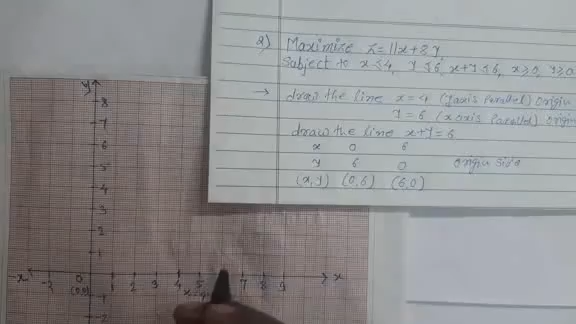 2) Maximize Z = 11x + 8y
Subject to x ≤ 4, y ≤ 6, x+y ≤ 6, x ≥ 0, y ≥ 0
→ draw the line x = 4 (y axis parallel) origin
y = 6 (x axis parallel) origin
draw the line x+y = 6
x 0 6
y 6 0 origin side
(x,y) (0,6) (6,0)
y
8
7
6
5
4
3
2
1
-x -2 0 1 2 3 4 5 7 8 9 x
(0,0)
-1
-2